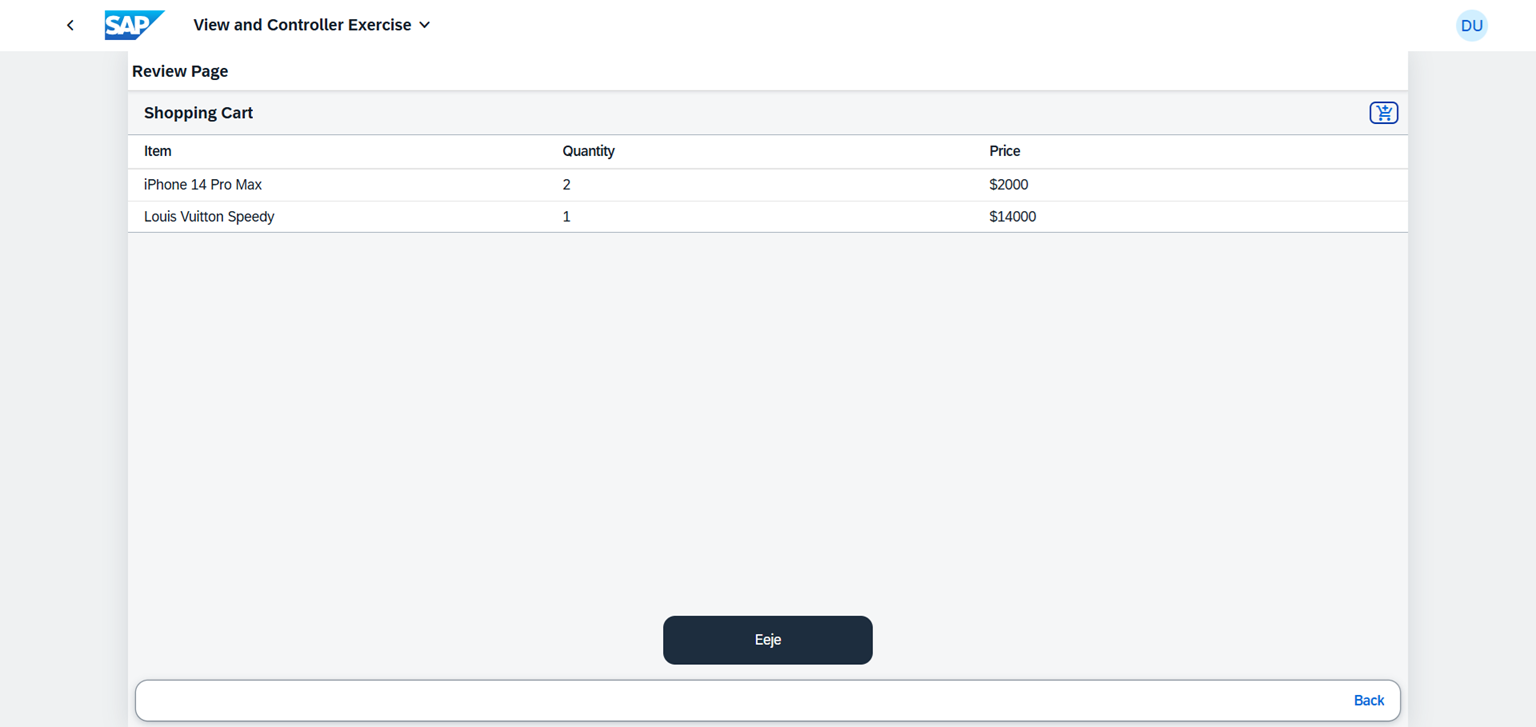 SAP View and Controller Exercise DU
Review Page
Shopping Cart
Item Quantity Price
iPhone 14 Pro Max 2 $2000
Louis Vuitton Speedy 1 $14000
Eeje
Back